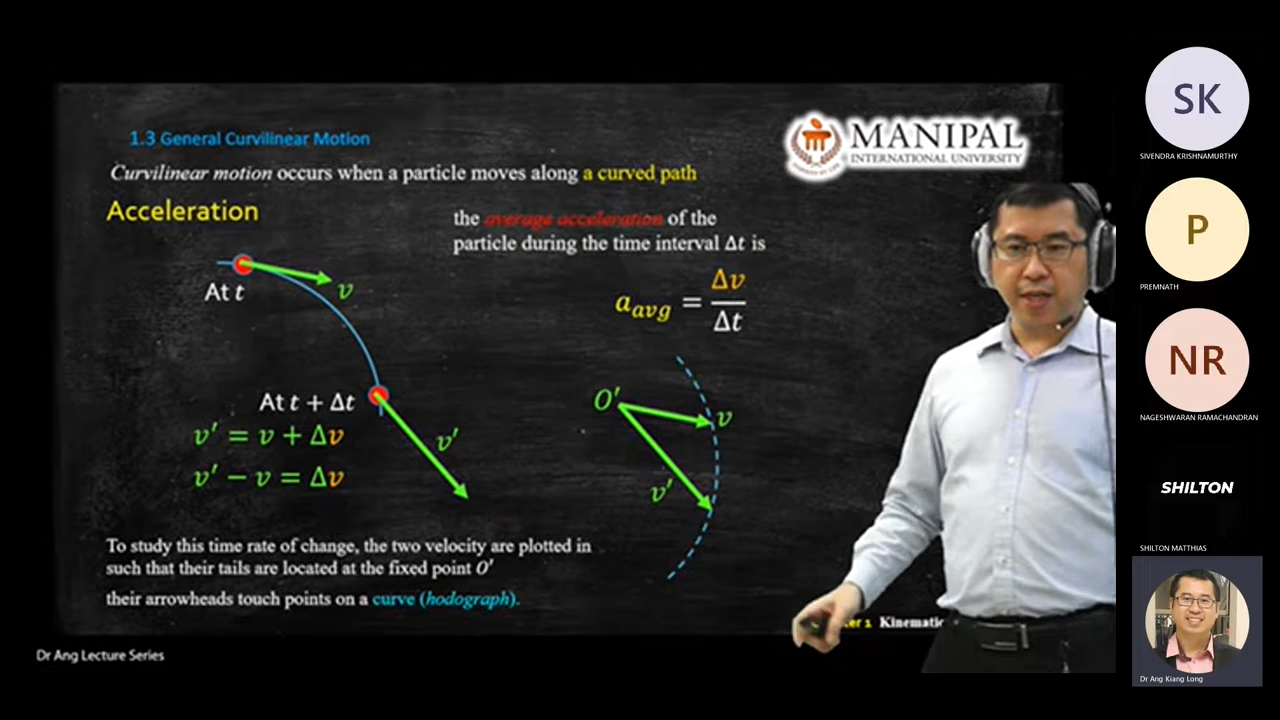 1.3 General Curvilinear Motion
Curvilinear motion occurs when a particle moves along a curved path
MANIPAL
INTERNATIONAL UNIVERSITY
Acceleration
the average acceleration of the
particle during the time interval Δt is
a_avg = Δv/Δt
At t
v
At t + Δt
v' = v + Δv
v' − v = Δv
v'
O'
v
v'
To study this time rate of change, the two velocity are plotted in
such that their tails are located at the fixed point O'
their arrowheads touch points on a curve (hodograph).
er 1 Kinematic
Dr Ang Lecture Series
SK
SIVENDRA KRISHNAMURTHY
P
PREMNATH
NR
NAGESHWARAN RAMACHANDRAN
SHILTON
SHILTON MATTHIAS
Dr Ang Kiang Long